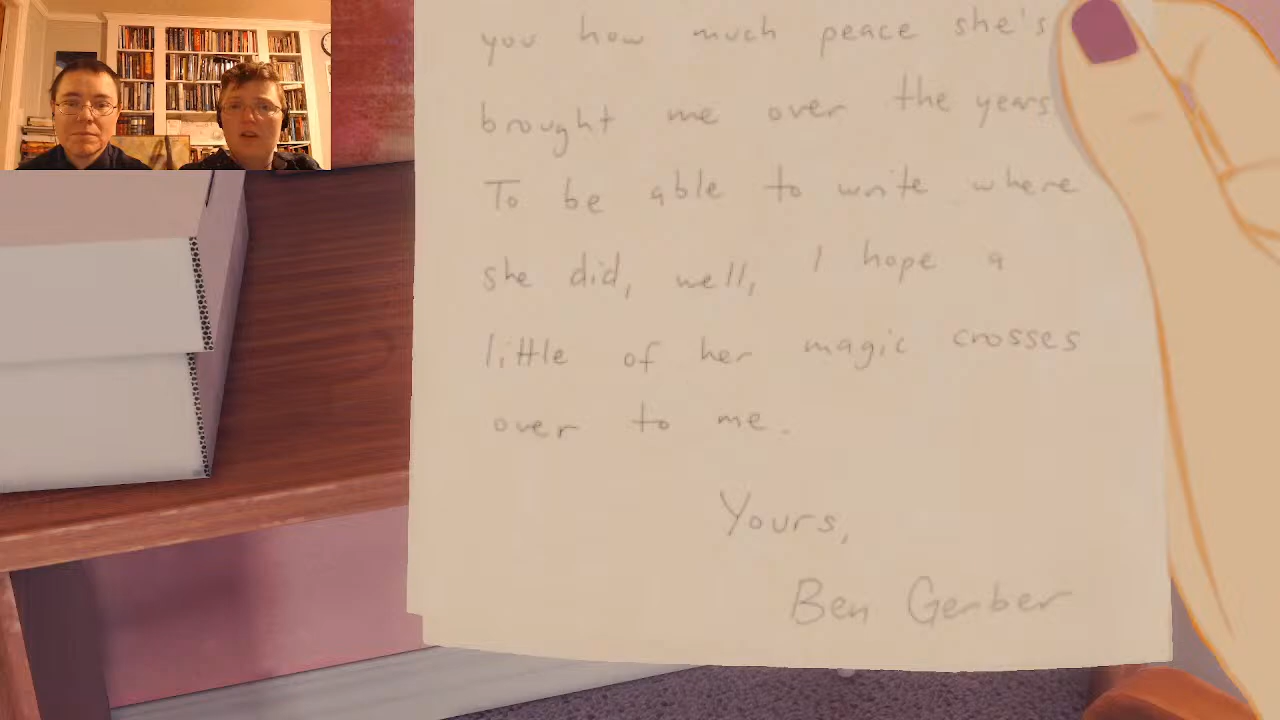 you how much peace she's
brought me over the years
To be able to write where
she did, well, I hope a
little of her magic crosses
over to me.
Yours,
Ben Gerber